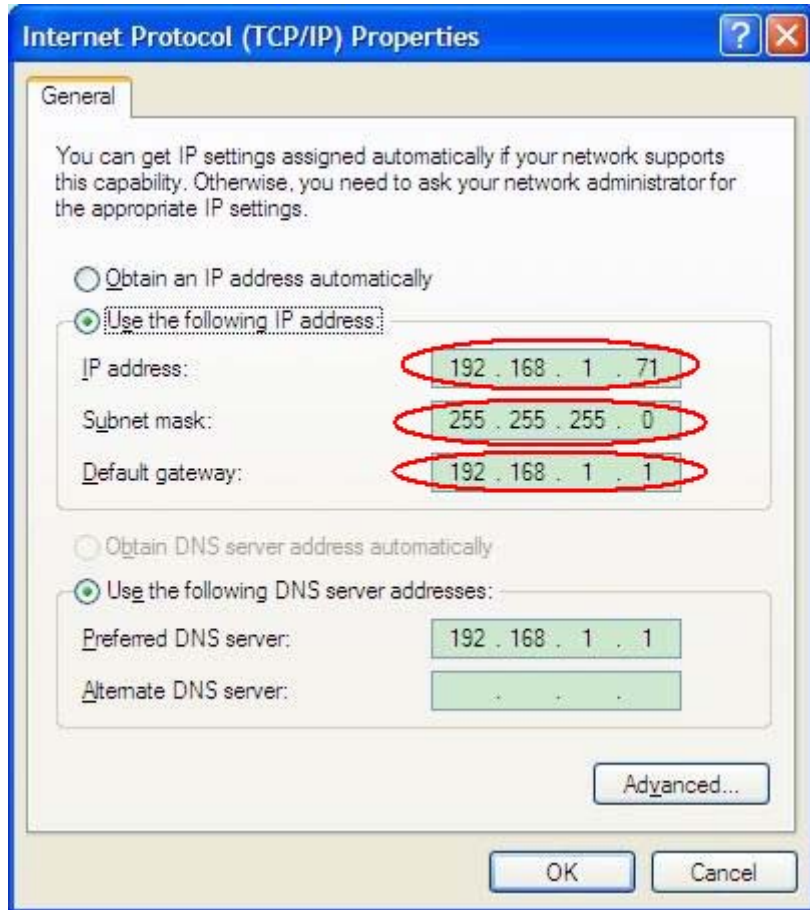 Internet Protocol (TCP/IP) Properties
General
You can get IP settings assigned automatically if your network supports
this capability. Otherwise, you need to ask your network administrator for
the appropriate IP settings.
Obtain an IP address automatically
Use the following IP address:
IP address: 192 . 168 . 1 . 71
Subnet mask: 255 . 255 . 255 . 0
Default gateway: 192 . 168 . 1 . 1
Obtain DNS server address automatically
Use the following DNS server addresses:
Preferred DNS server: 192 . 168 . 1 . 1
Alternate DNS server: . . .
Advanced...
OK Cancel